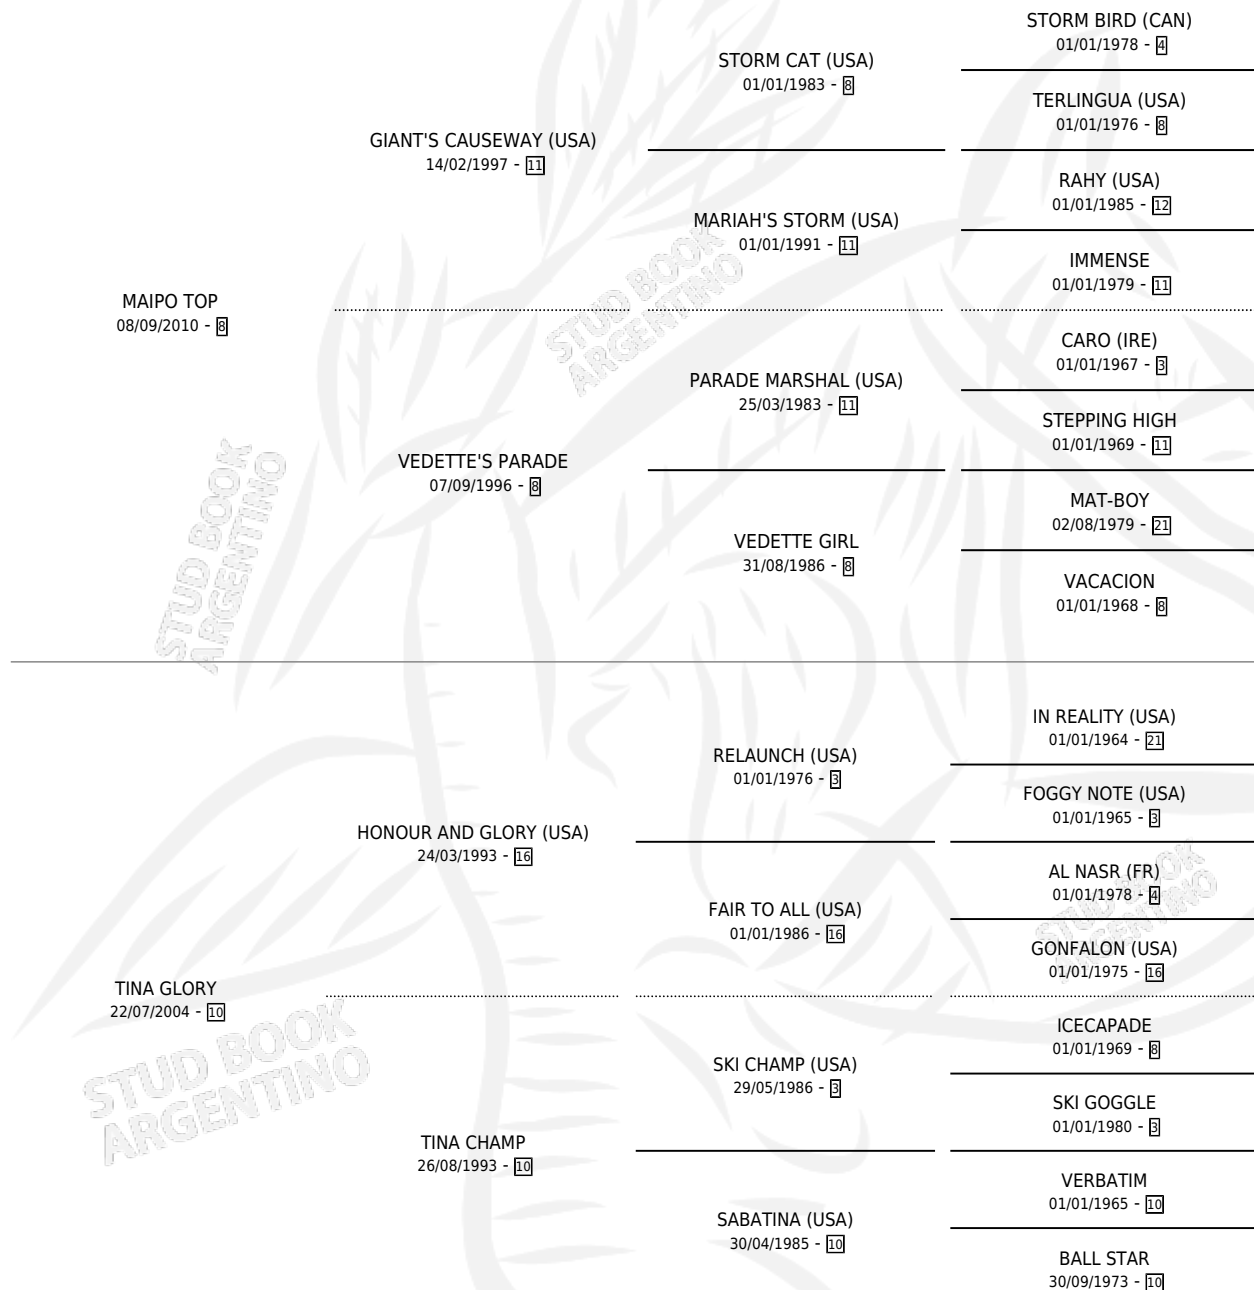 STORM BIRD (CAN)
01/01/1978 - 4
STORM CAT (USA)
01/01/1983 - 8
TERLINGUA (USA)
01/01/1976 - 8
GIANT'S CAUSEWAY (USA)
14/02/1997 - 11
RAHY (USA)
01/01/1985 - 12
MARIAH'S STORM (USA)
01/01/1991 - 11
IMMENSE
01/01/1979 - 11
MAIPO TOP
08/09/2010 - 8
STUD BOOK
ARGENTINO
CARO (IRE)
01/01/1967 - 3
PARADE MARSHAL (USA)
25/03/1983 - 11
STEPPING HIGH
01/01/1969 - 11
VEDETTE'S PARADE
07/09/1996 - 8
MAT-BOY
02/08/1979 - 21
VEDETTE GIRL
31/08/1986 - 8
VACACION
01/01/1968 - 8
STUD BOOK
ARGENTINO
IN REALITY (USA)
01/01/1964 - 21
RELAUNCH (USA)
01/01/1976 - 3
FOGGY NOTE (USA)
01/01/1965 - 3
HONOUR AND GLORY (USA)
24/03/1993 - 16
AL NASR (FR)
01/01/1978 - 4
FAIR TO ALL (USA)
01/01/1986 - 16
GONFALON (USA)
01/01/1975 - 16
STUD BOOK
ARGENTINO
TINA GLORY
22/07/2004 - 10
ICECAPADE
01/01/1969 - 8
SKI CHAMP (USA)
29/05/1986 - 3
SKI GOGGLE
01/01/1980 - 3
STUD BOOK
ARGENTINO
TINA CHAMP
26/08/1993 - 10
VERBATIM
01/01/1965 - 10
SABATINA (USA)
30/04/1985 - 10
BALL STAR
30/09/1973 - 10